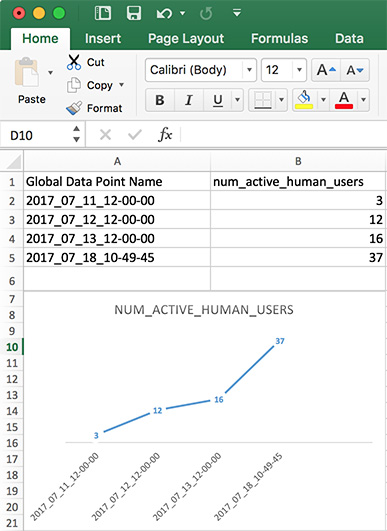 Home Insert Page Layout Formulas Data
Paste
Cut
Copy
Format
Calibri (Body) 12 A A
B I U A
D10 fx
A B
1 Global Data Point Name num_active_human_users
2 2017_07_11_12-00-00 3
3 2017_07_12_12-00-00 12
4 2017_07_13_12-00-00 16
5 2017_07_18_10-49-45 37
6
7
8
9
10
11
12
13
14
15
16
17
18
19
20
21
NUM_ACTIVE_HUMAN_USERS
3
12
16
37
2017_07_11_12-00-00
2017_07_12_12-00-00
2017_07_13_12-00-00
2017_07_18_10-49-45